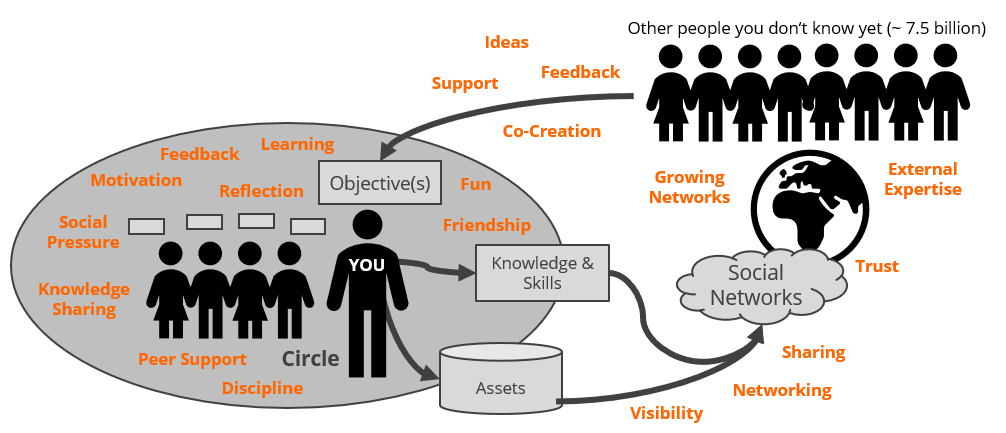 Other people you don‘t know yet (~ 7.5 billion)
Ideas
Feedback
Support
Co-Creation
Learning
Feedback
Motivation
Reflection
Objective(s)
Fun
Growing
Networks
External
Expertise
Social
Pressure
Friendship
YOU
Knowledge &
Skills
Social
Networks
Trust
Knowledge
Sharing
Peer Support
Circle
Discipline
Assets
Sharing
Networking
Visibility